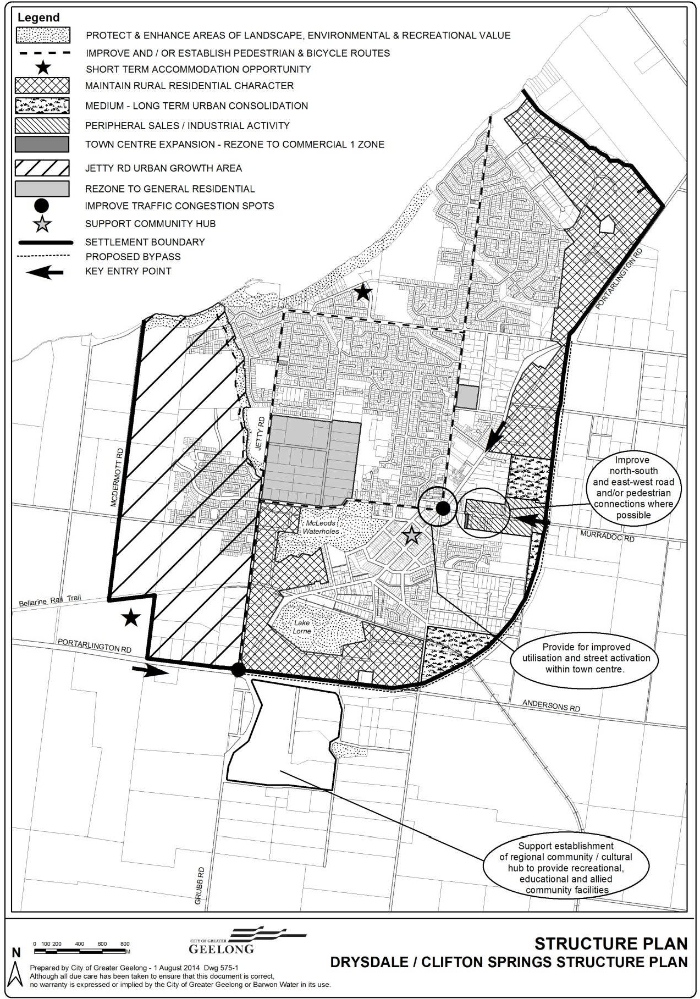 Legend
PROTECT & ENHANCE AREAS OF LANDSCAPE, ENVIRONMENTAL & RECREATIONAL VALUE
IMPROVE AND / OR ESTABLISH PEDESTRIAN & BICYCLE ROUTES
SHORT TERM ACCOMMODATION OPPORTUNITY
MAINTAIN RURAL RESIDENTIAL CHARACTER
MEDIUM - LONG TERM URBAN CONSOLIDATION
PERIPHERAL SALES / INDUSTRIAL ACTIVITY
TOWN CENTRE EXPANSION - REZONE TO COMMERCIAL 1 ZONE
JETTY RD URBAN GROWTH AREA
REZONE TO GENERAL RESIDENTIAL
IMPROVE TRAFFIC CONGESTION SPOTS
SUPPORT COMMUNITY HUB
SETTLEMENT BOUNDARY
PROPOSED BYPASS
KEY ENTRY POINT
PORTARLINGTON RD
JETTY RD
MCDERMOTT RD
Improve
north-south
and east-west road
and/or pedestrian
connections where
possible
McLeods
Waterholes
MURRADOC RD
Bellarine Rail Trail
Lake
Lorne
PORTARLINGTON RD
Provide for improved
utilisation and street activation
within town centre.
ANDERSONS RD
Support establishment
of regional community / cultural
hub to provide recreational,
educational and allied
community facilities
GRUBB RD
N
0 100 200 400 600 800
M
CITY OF GREATER
GEELONG
STRUCTURE PLAN
DRYSDALE / CLIFTON SPRINGS STRUCTURE PLAN
Prepared by City of Greater Geelong - 1 August 2014 Dwg 575-1
Although all due care has been taken to ensure that this document is correct,
no warranty is expressed or implied by the City of Greater Geelong or Barwon Water in its use.